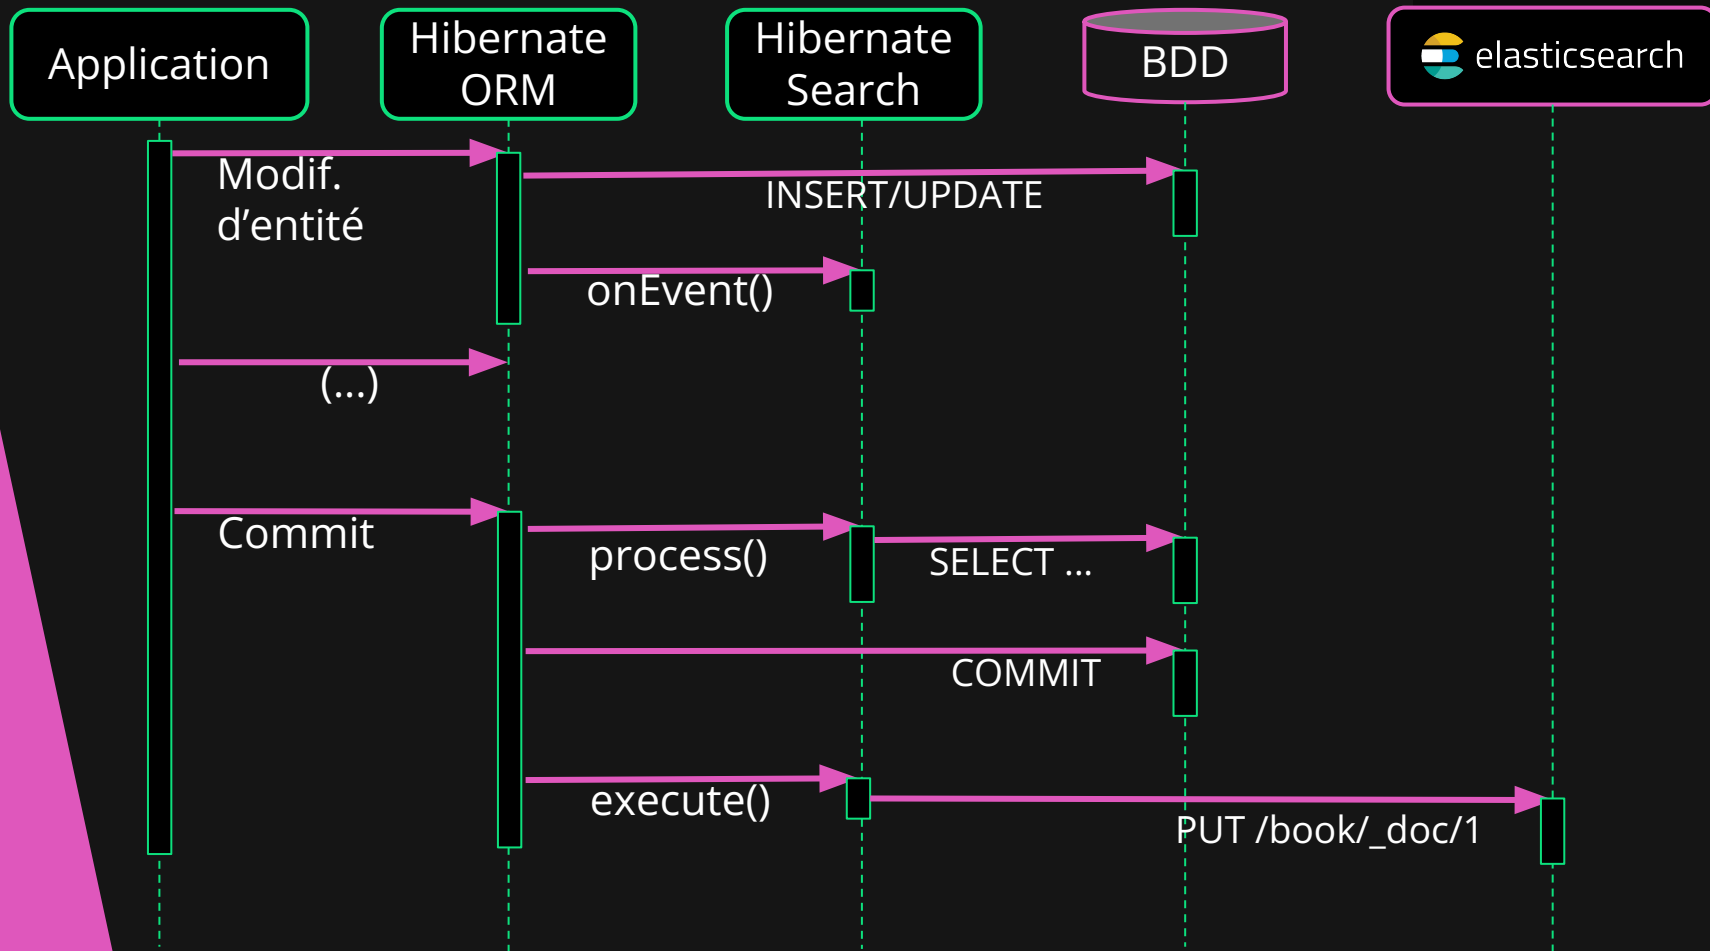 Application
Hibernate
ORM
Hibernate
Search
BDD
elasticsearch
Modif.
d’entité
INSERT/UPDATE
onEvent()
(...)
Commit
process()
SELECT ...
COMMIT
execute()
PUT /book/_doc/1